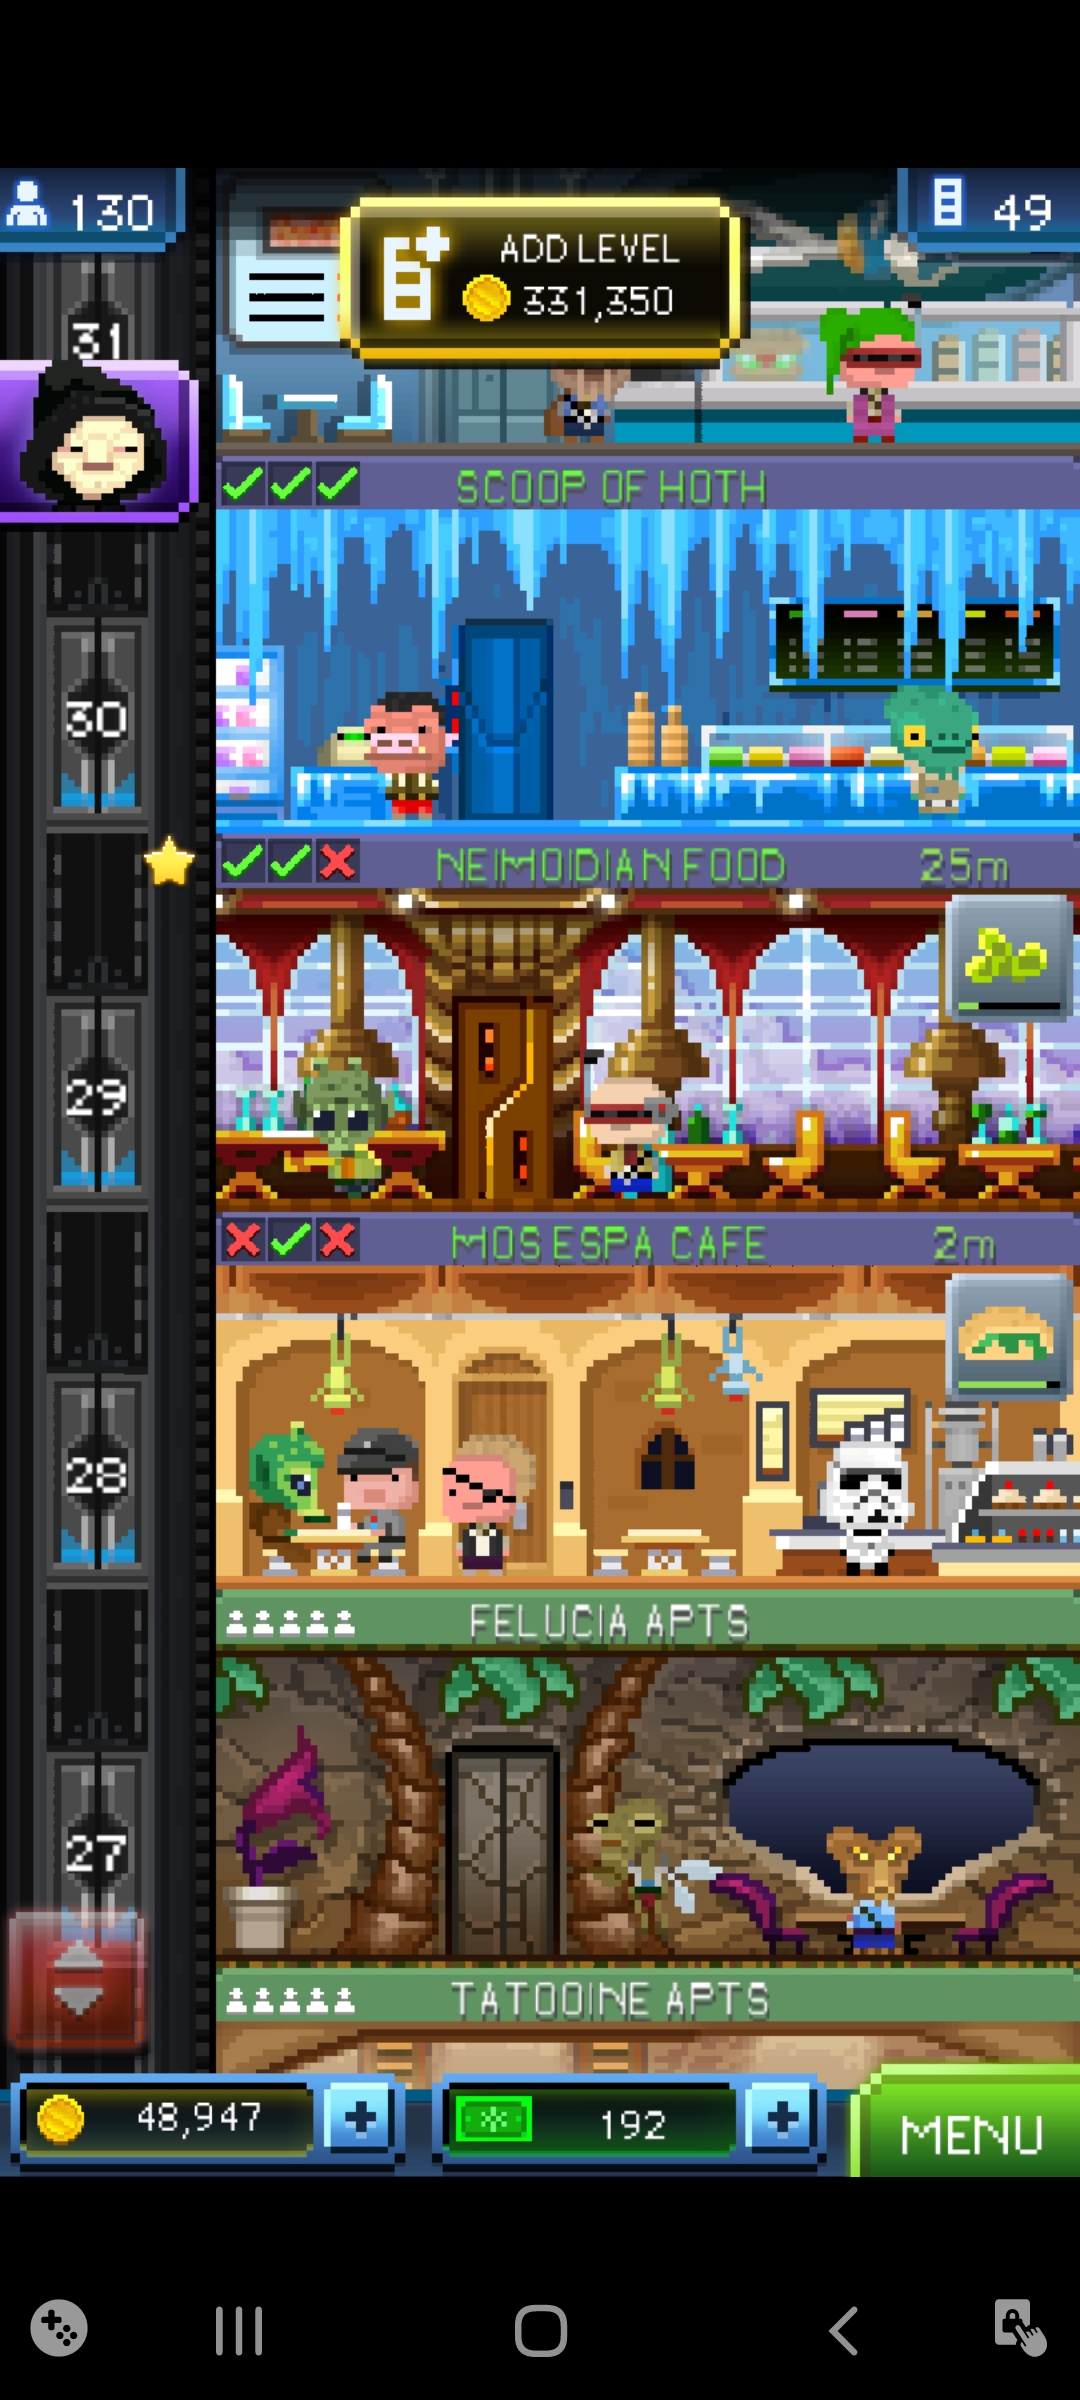 130
49
ADD LEVEL
331,350
31
SCOOP OF HOTH
30
NEIMOIDIAN FOOD 25m
29
MOS ESPA CAFE 2m
28
FELUCIA APTS
27
TATOOINE APTS
48,947
192
MENU